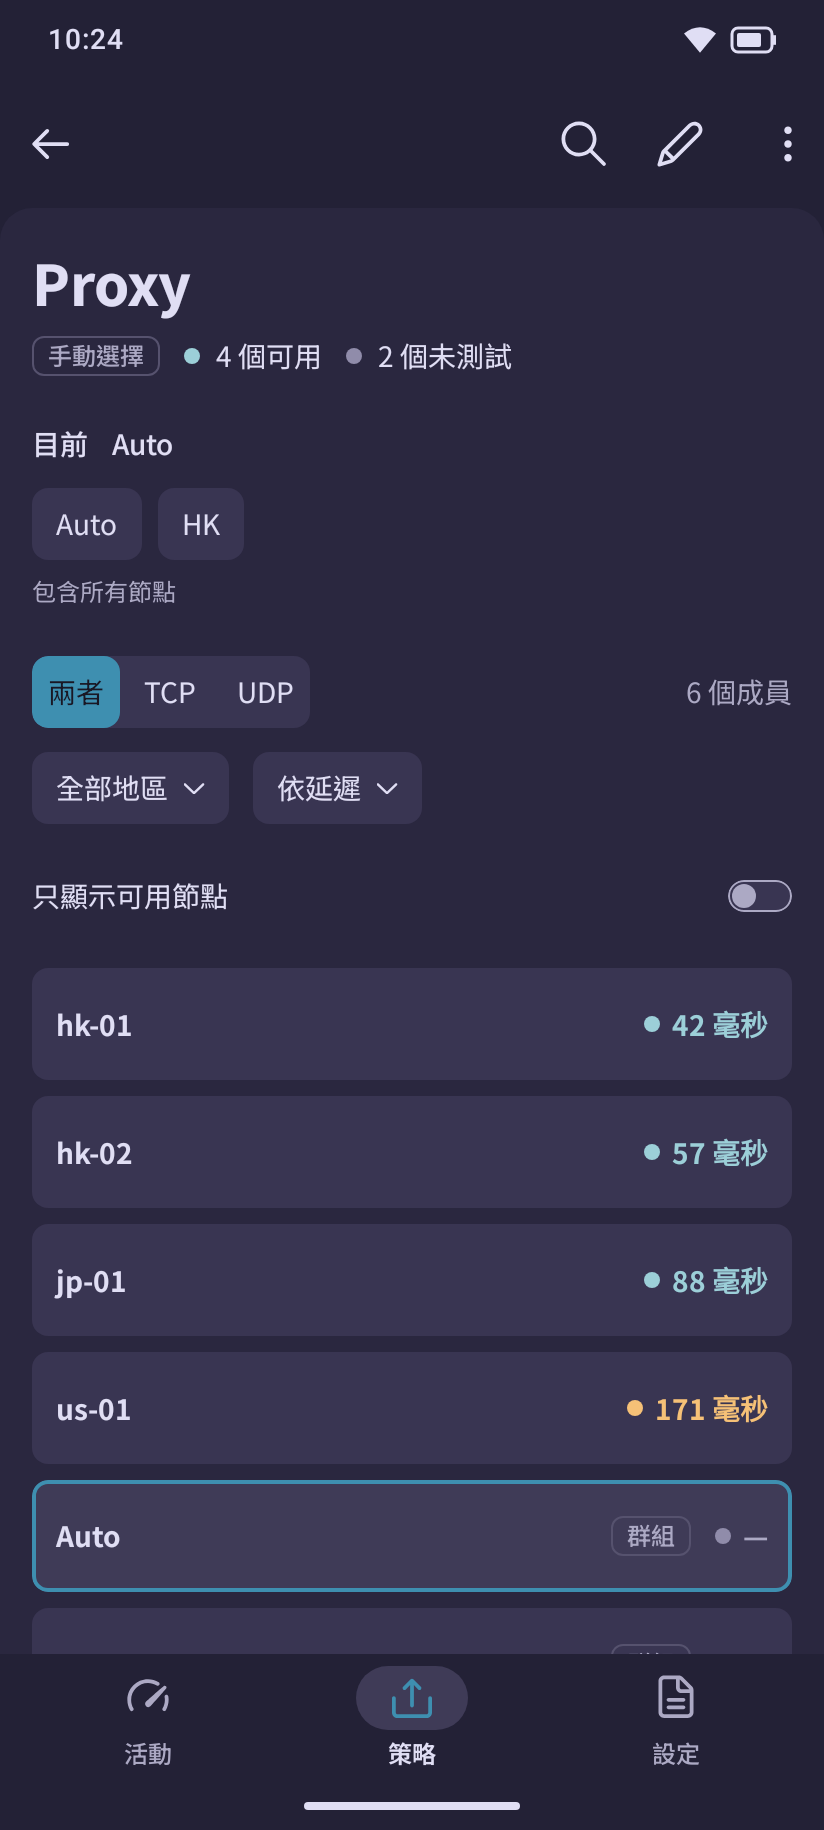 10:24
Proxy
手動選擇 4 個可用 2 個未測試
目前 Auto
Auto HK
包含所有節點
兩者 TCP UDP 6 個成員
全部地區 依延遲
只顯示可用節點
hk-01 42 毫秒
hk-02 57 毫秒
jp-01 88 毫秒
us-01 171 毫秒
Auto 群組 —
活動 策略 設定